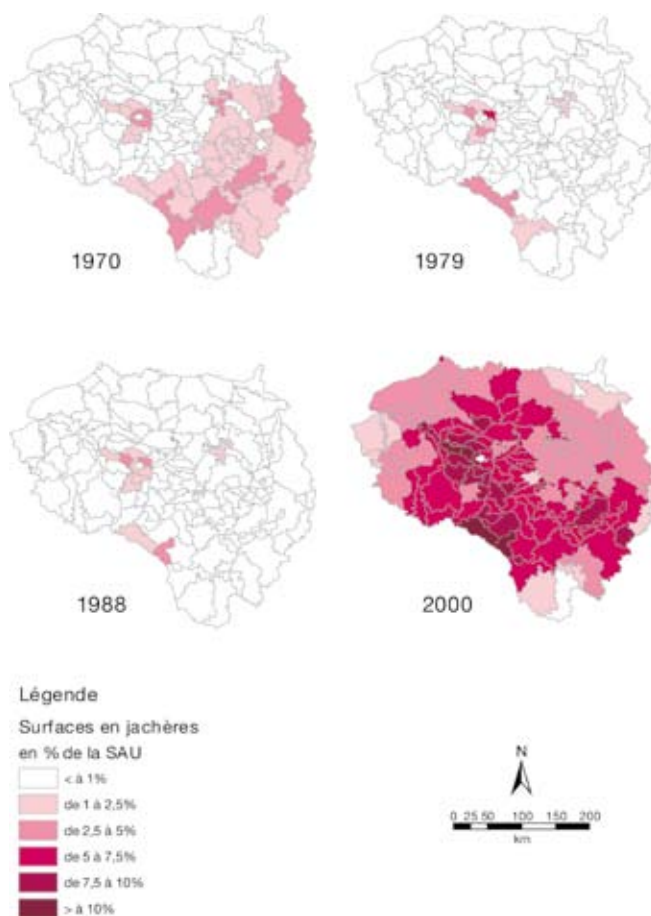 1970
1979
1988
2000
Légende
Surfaces en jachères
en % de la SAU
< à 1%
de 1 à 2,5%
de 2,5 à 5%
de 5 à 7,5%
de 7,5 à 10%
> à 10%
N
0 25 50 100 150 200
km